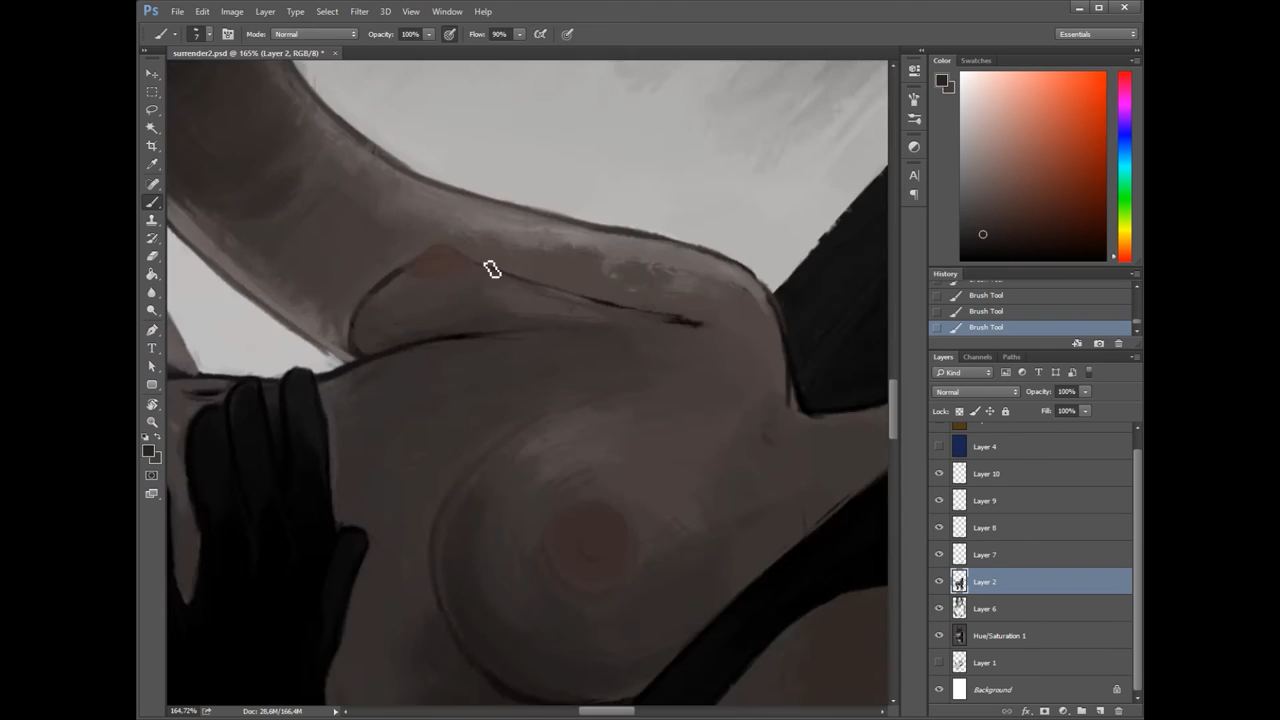 Ps File Edit Image Layer Type Select Filter 3D View Window Help
7 Mode: Normal Opacity: 100% Flow: 90% Essentials
surrender2.psd @ 165% (Layer 2, RGB/8) * ×
Color Swatches
History
Brush Tool
Brush Tool
Brush Tool
Layers Channels Paths
Kind
Normal Opacity: 100%
Lock: Fill: 100%
Layer 4
Layer 10
Layer 9
Layer 8
Layer 7
Layer 2
Layer 6
Hue/Saturation 1
Layer 1
Background
164,72% Doc: 28,6M/166,4M